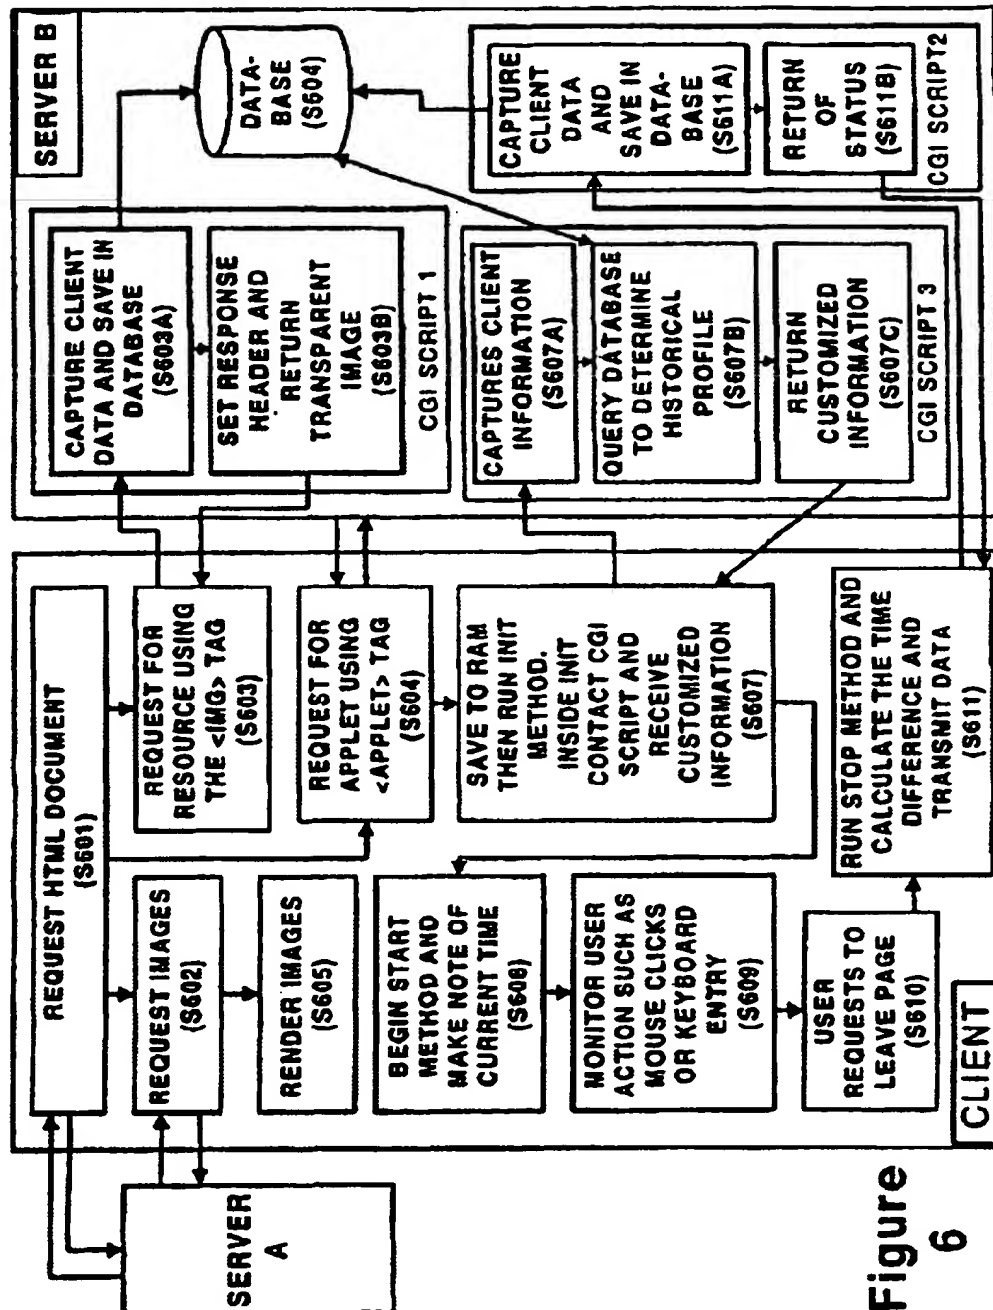 SERVER
A
REQUEST HTML DOCUMENT
(S601)
REQUEST IMAGES
(S602)
RENDER IMAGES
(S605)
REQUEST FOR
RESOURCE USING
THE <IMG> TAG
(S603)
REQUEST FOR
APPLET USING
<APPLET> TAG
(S604)
SAVE TO RAM
THEN RUN INIT
METHOD.
INSIDE INIT
CONTACT CGI
SCRIPT AND
RECEIVE
CUSTOMIZED
INFORMATION
(S607)
BEGIN START
METHOD AND
MAKE NOTE OF
CURRENT TIME
(S608)
MONITOR USER
ACTION SUCH AS
MOUSE CLICKS
OR KEYBOARD
ENTRY
(S609)
USER
REQUESTS TO
LEAVE PAGE
(S610)
RUN STOP METHOD AND
CALCULATE THE TIME
DIFFERENCE AND
TRANSMIT DATA
(S611)
CLIENT
SERVER B
CAPTURE CLIENT
DATA AND SAVE IN
DATABASE
(S603A)
SET RESPONSE
HEADER AND
RETURN
TRANSPARENT
IMAGE
(S603B)
CGI SCRIPT 1
DATA-
BASE
(S604)
CAPTURES CLIENT
INFORMATION
(S607A)
QUERY DATABASE
TO DETERMINE
HISTORICAL
PROFILE
(S607B)
RETURN
CUSTOMIZED
INFORMATION
(S607C)
CGI SCRIPT 3
CAPTURE
CLIENT
DATA
AND
SAVE IN
DATA-
BASE
(S611A)
RETURN
OF
STATUS
(S611B)
CGI SCRIPT2
Figure
6